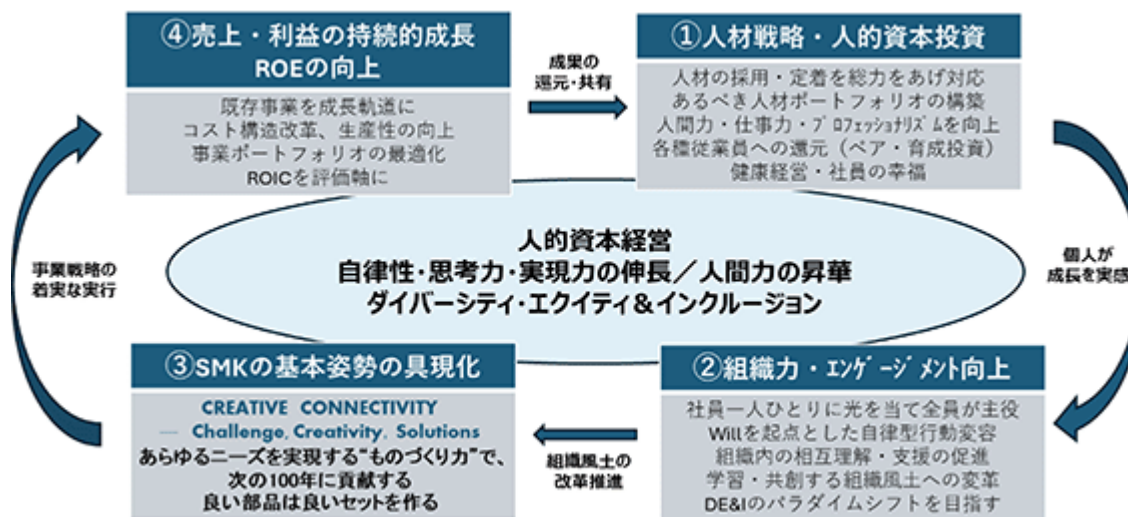 ④売上・利益の持続的成長
ROEの向上
既存事業を成長軌道に
コスト構造改革、生産性の向上
事業ポートフォリオの最適化
ROICを評価軸に
成果の
還元・共有
①人材戦略・人的資本投資
人材の採用・定着を総力をあげ対応
あるべき人材ポートフォリオの構築
人間力・仕事力・ﾌﾟﾛﾌｪｯｼｮﾅﾘｽﾞﾑを向上
各種従業員への還元（ベア・育成投資）
健康経営・社員の幸福
個人が
成長を実感
人的資本経営
自律性・思考力・実現力の伸長／人間力の昇華
ダイバーシティ・エクイティ＆インクルージョン
②組織力・ｴﾝｹﾞｰｼﾞﾒﾝﾄ向上
社員一人ひとりに光を当て全員が主役
Willを起点とした自律型行動変容
組織内の相互理解・支援の促進
学習・共創する組織風土への変革
DE&Iのパラダイムシフトを目指す
組織風土の
改革推進
③SMKの基本姿勢の具現化
CREATIVE CONNECTIVITY
— Challenge, Creativity, Solutions
あらゆるニーズを実現する“ものづくり力”で、
次の100年に貢献する
良い部品は良いセットを作る
事業戦略の
着実な実行